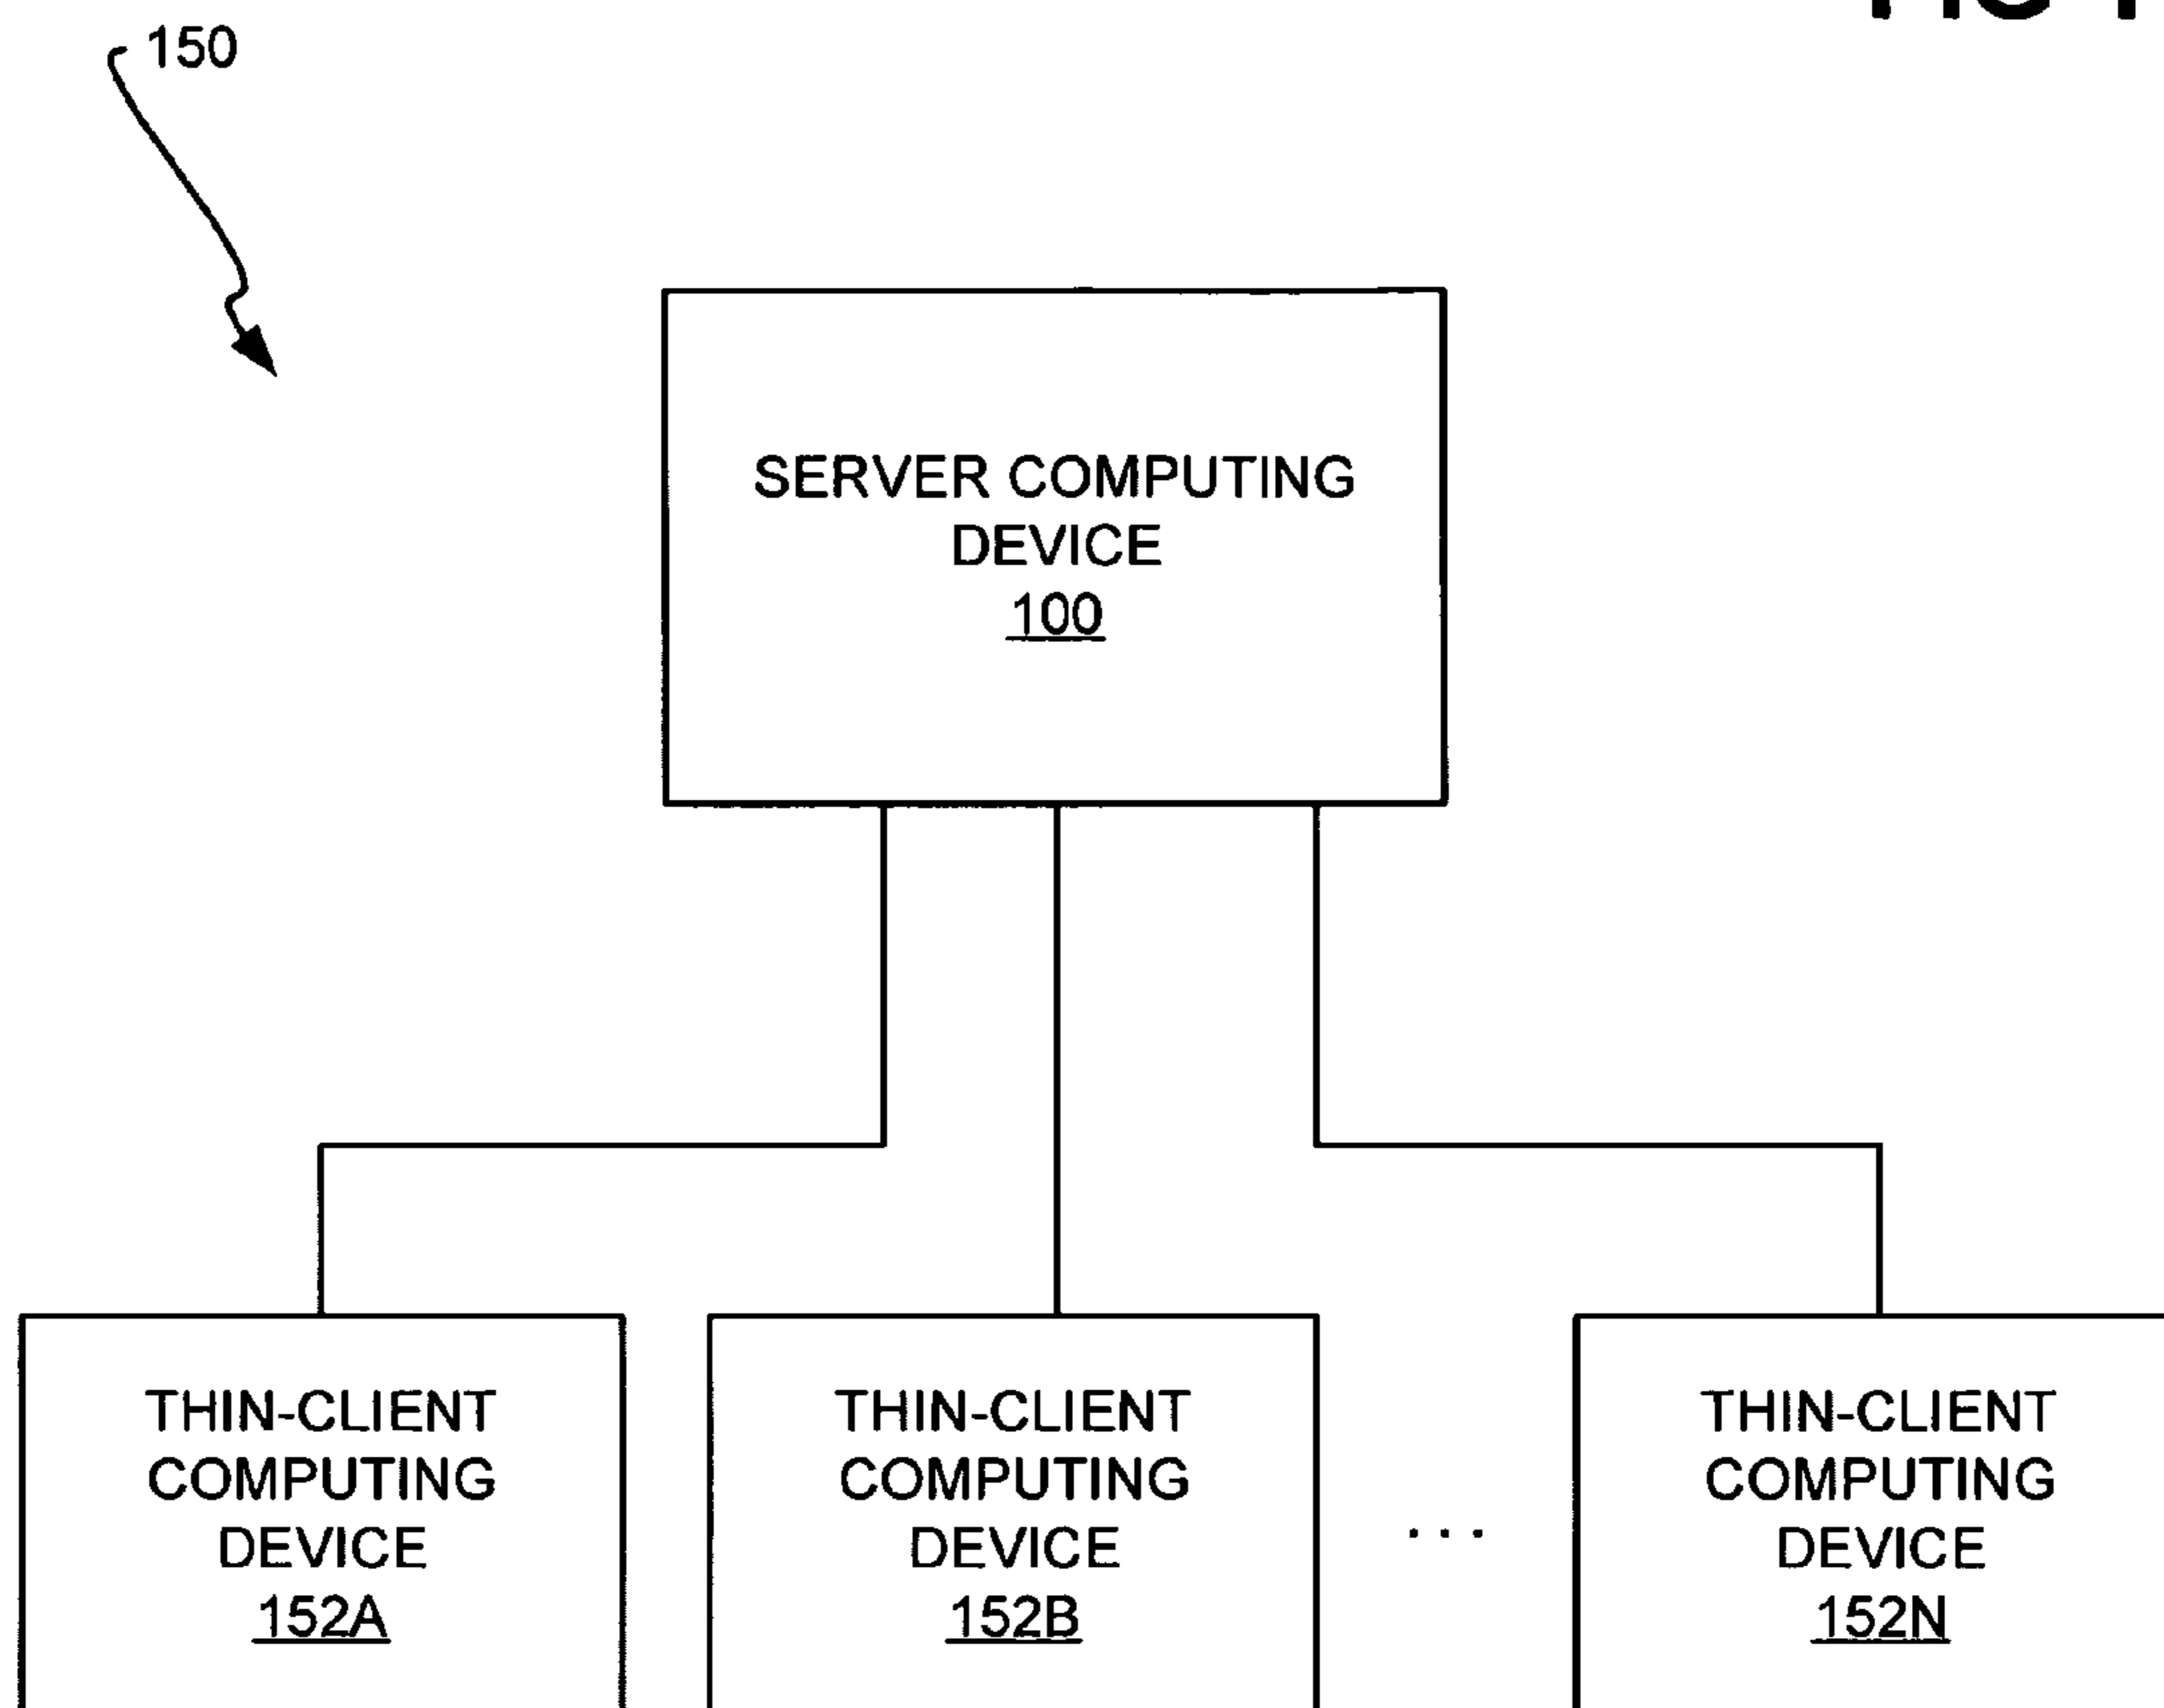 150
SERVER COMPUTING
DEVICE
100
THIN-CLIENT
COMPUTING
DEVICE
152A
THIN-CLIENT
COMPUTING
DEVICE
152B
...
THIN-CLIENT
COMPUTING
DEVICE
152N